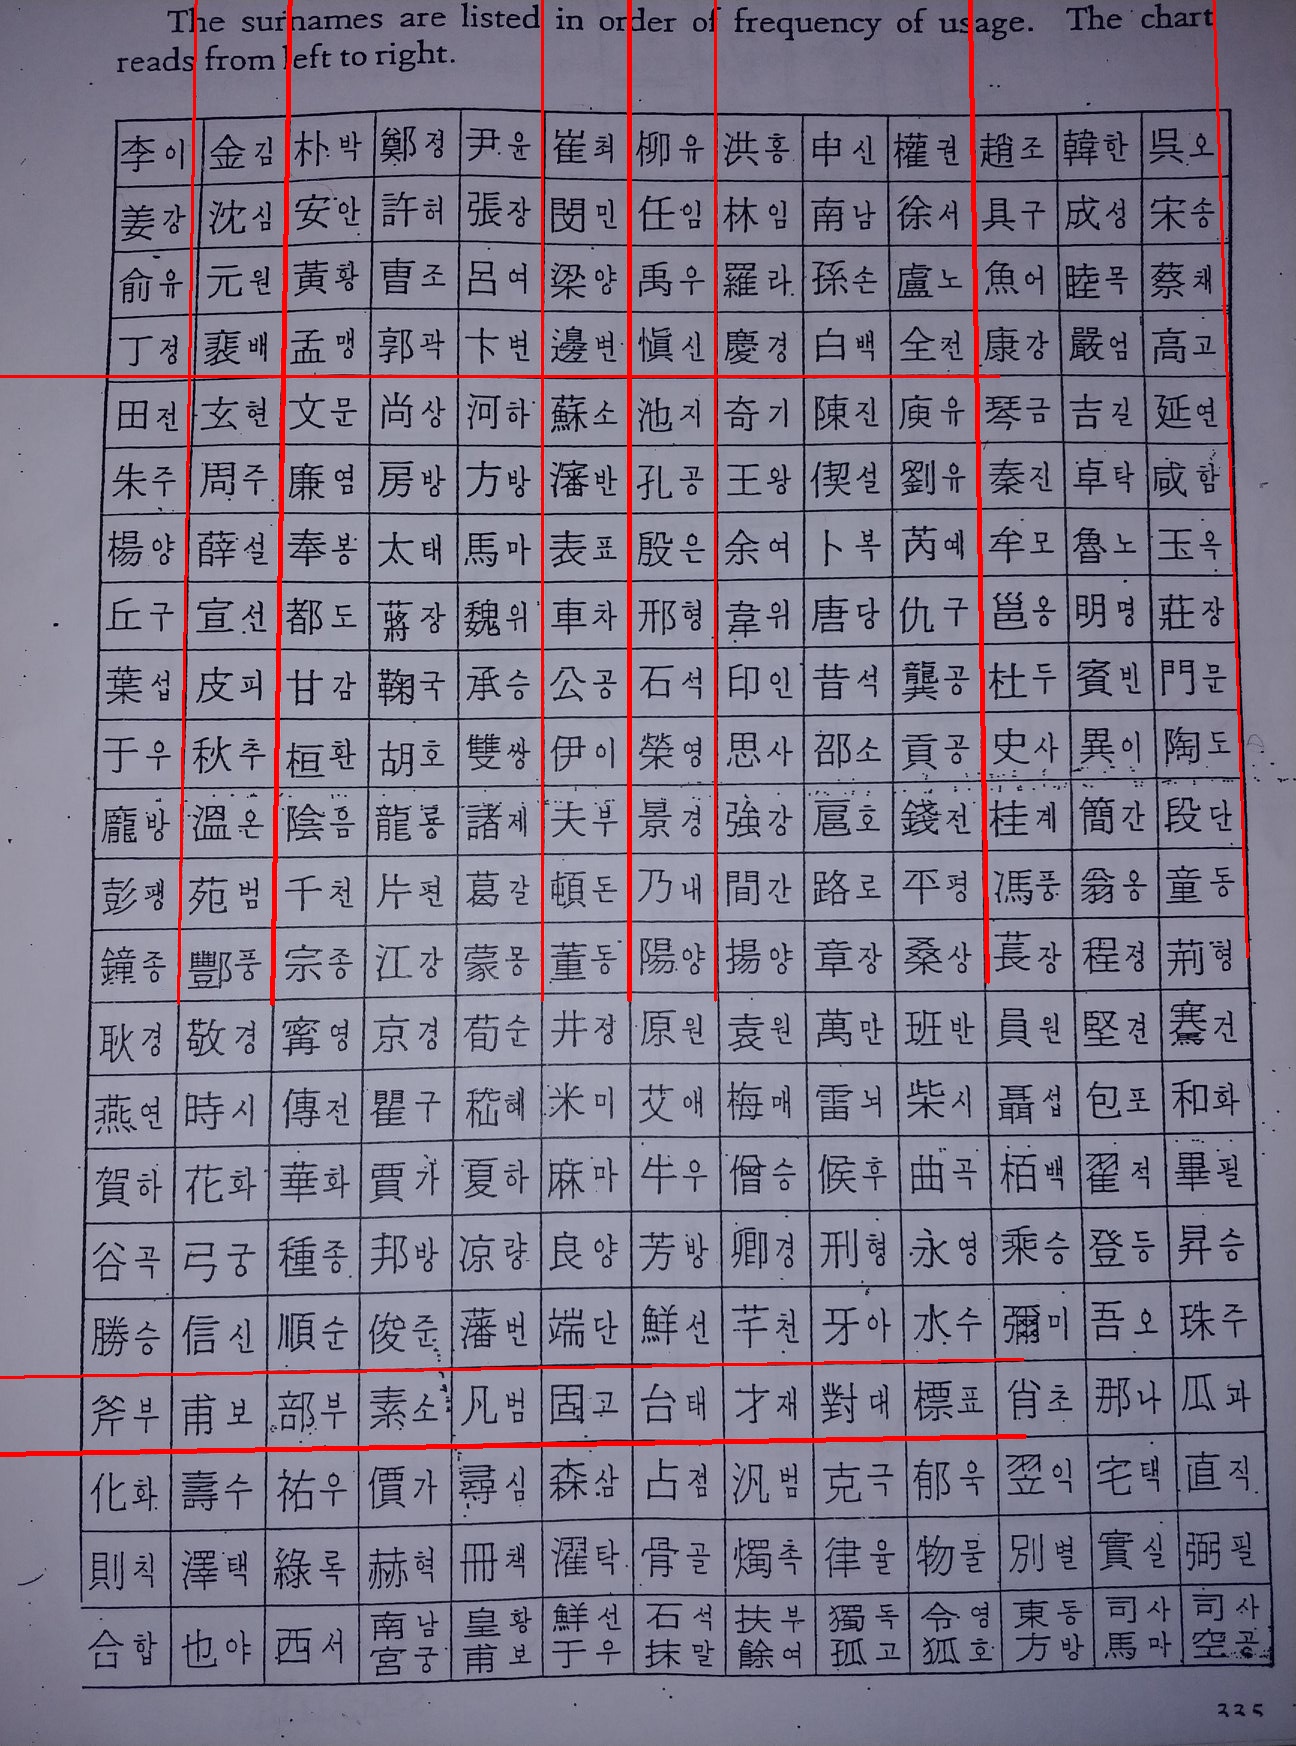 The surnames are listed in order of frequency of usage. The chart
reads from left to right.
李 이 金 김 朴 박 鄭 정 尹 윤 崔 최 柳 유 洪 홍 申 신 權 권 趙 조 韓 한 吳 오
姜 강 沈 심 安 안 許 허 張 장 閔 민 任 임 林 임 南 남 徐 서 具 구 成 성 宋 송
俞 유 元 원 黃 황 曹 조 呂 여 梁 양 禹 우 羅 라 孫 손 盧 노 魚 어 睦 목 蔡 채
丁 정 裵 배 孟 맹 郭 곽 卞 변 邊 변 愼 신 慶 경 白 백 全 전 康 강 嚴 엄 高 고
田 전 玄 현 文 문 尚 상 河 하 蘇 소 池 지 奇 기 陳 진 庾 유 琴 금 吉 길 延 연
朱 주 周 주 廉 염 房 방 方 방 潘 반 孔 공 王 왕 偰 설 劉 유 秦 진 卓 탁 咸 함
楊 양 薛 설 奉 봉 太 태 馬 마 表 표 殷 은 余 여 卜 복 芮 예 牟 모 魯 노 玉 옥
丘 구 宣 선 都 도 蔣 장 魏 위 車 차 邢 형 韋 위 唐 당 仇 구 邕 옹 明 명 莊 장
葉 섭 皮 피 甘 감 鞠 국 承 승 公 공 石 석 印 인 昔 석 龔 공 杜 두 賓 빈 門 문
于 우 秋 추 桓 환 胡 호 雙 쌍 伊 이 榮 영 思 사 邵 소 貢 공 史 사 異 이 陶 도
龐 방 溫 온 陰 음 龍 룡 諸 제 夫 부 景 경 強 강 扈 호 錢 전 桂 계 簡 간 段 단
彭 팽 范 범 千 천 片 편 葛 갈 頓 돈 乃 내 間 간 路 로 平 평 馮 풍 翁 옹 童 동
鐘 종 酆 풍 宗 종 江 강 蒙 몽 董 동 陽 양 揚 양 章 장 桑 상 萇 장 程 정 荊 형
耿 경 敬 경 寗 영 京 경 荀 순 井 정 原 원 袁 원 萬 만 班 반 員 원 堅 견 騫 건
燕 연 時 시 傳 전 瞿 구 嵇 혜 米 미 艾 애 梅 매 雷 뇌 柴 시 聶 섭 包 포 和 화
賀 하 花 화 華 화 賈 가 夏 하 麻 마 牛 우 僧 승 候 후 曲 곡 栢 백 翟 적 畢 필
谷 곡 弓 궁 種 종 邦 방 凉 량 良 양 芳 방 卿 경 刑 형 永 영 乘 승 登 등 昇 승
勝 승 信 신 順 순 俊 준 藩 번 端 단 鮮 선 芊 천 牙 아 水 수 彌 미 吾 오 珠 주
斧 부 甫 보 部 부 素 소 凡 범 固 고 台 태 才 재 對 대 標 표 肖 초 那 나 瓜 과
化 화 壽 수 祐 우 價 가 尋 심 森 삼 占 점 汎 범 克 극 郁 욱 翌 익 宅 택 直 직
則 칙 澤 택 綠 록 赫 혁 冊 책 濯 탁 骨 골 燭 촉 律 율 物 물 別 별 實 실 弼 필
合 합 也 야 西 서 南宮 남궁 皇甫 황보 鮮于 선우 石抹 석말 扶餘 부여 獨孤 독고 令狐 영호 東方 동방 司馬 사마 司空 사공
335